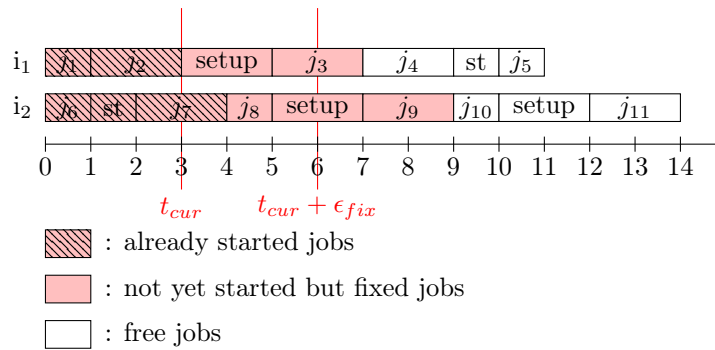 i₁ j₁ j₂ setup j₃ j₄ st j₅
i₂ j₆ st j₇ j₈ setup j₉ j₁₀ setup j₁₁
0 1 2 3 4 5 6 7 8 9 10 11 12 13 14
t_cur t_cur + ϵ_fix
: already started jobs
: not yet started but fixed jobs
: free jobs